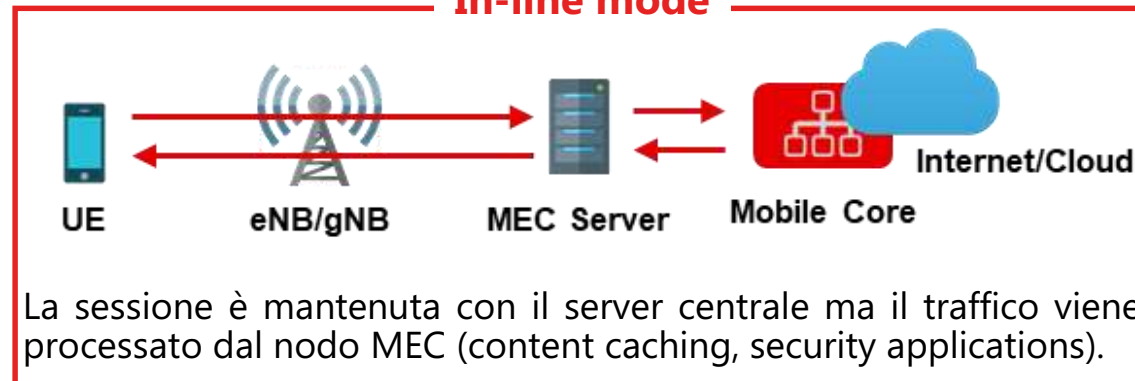 In-line mode
Internet/Cloud
UE eNB/gNB MEC Server Mobile Core
La sessione è mantenuta con il server centrale ma il traffico viene
processato dal nodo MEC (content caching, security applications).